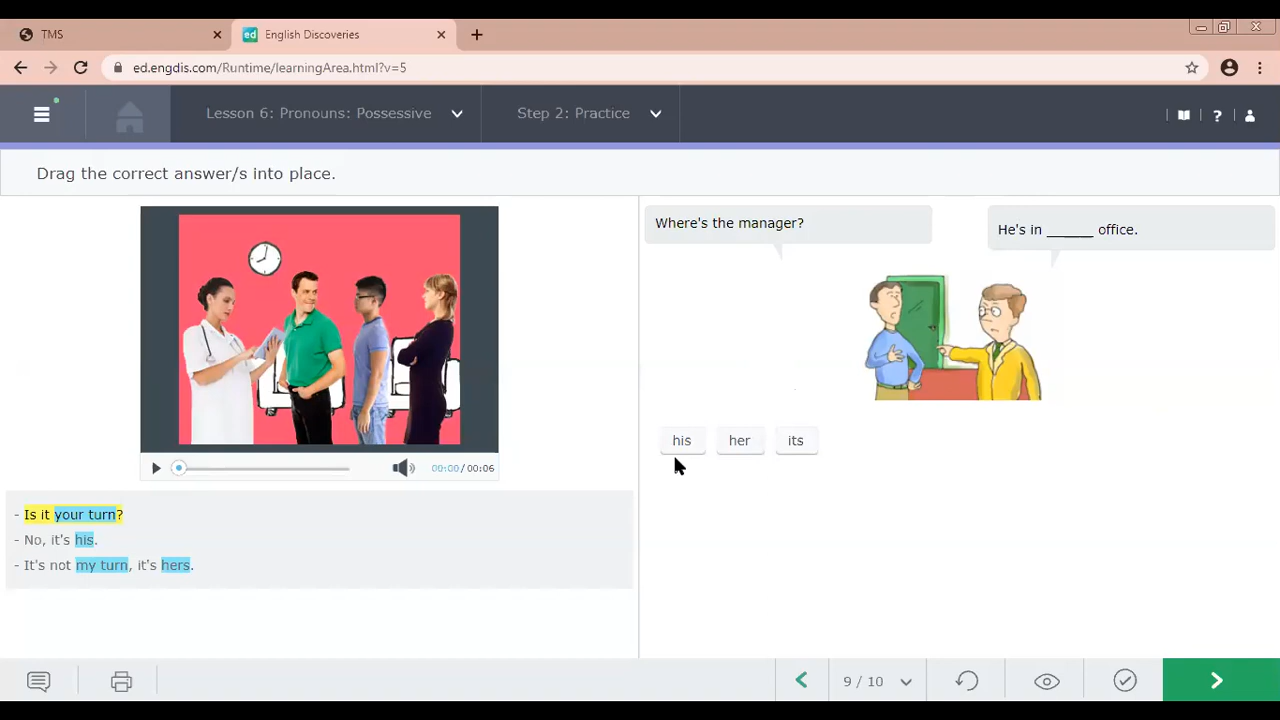 TMS
English Discoveries
ed.engdis.com/Runtime/learningArea.html?v=5
Lesson 6: Pronouns: Possessive
Step 2: Practice
Drag the correct answer/s into place.
Where's the manager?
He's in ______ office.
his
her
its
00:00/00:06
- Is it your turn?
- No, it's his.
- It's not my turn, it's hers.
9 / 10